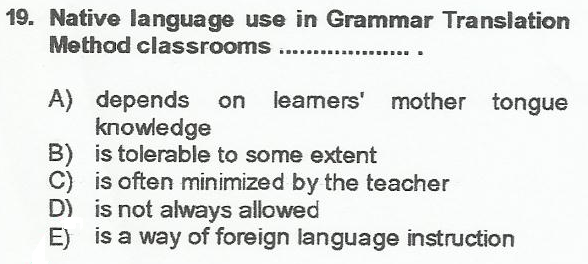 19. Native language use in Grammar Translation
Method classrooms .................... .
A) depends on learners' mother tongue
knowledge
B) is tolerable to some extent
C) is often minimized by the teacher
D) is not always allowed
E) is a way of foreign language instruction